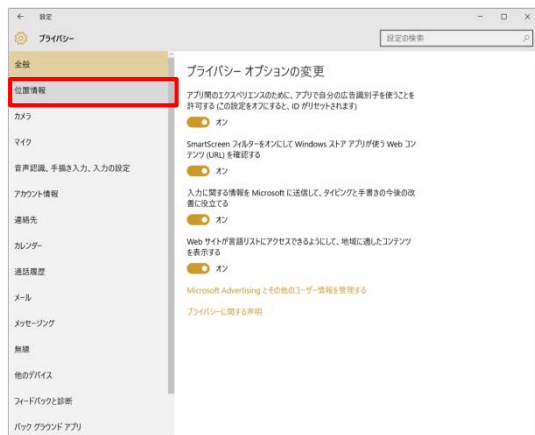 設定
プライバシー
設定の検索
全般
位置情報
カメラ
マイク
音声認識、手描き入力、入力の設定
アカウント情報
連絡先
カレンダー
通話履歴
メール
メッセージング
無線
他のデバイス
フィードバックと診断
バック グラウンド アプリ
プライバシー オプションの変更
アプリ間のエクスペリエンスのために、アプリで自分の広告識別子を使うことを
許可する (この設定をオフにすると、ID がリセットされます)
オン
SmartScreen フィルターをオンにして Windows ストア アプリが使う Web コン
テンツ (URL) を確認する
オン
入力に関する情報を Microsoft に送信して、タイピングと手書きの今後の改
善に役立てる
オン
Web サイトが言語リストにアクセスできるようにして、地域に適したコンテンツ
を表示する
オン
Microsoft Advertising とその他のユーザー情報を管理する
プライバシーに関する声明